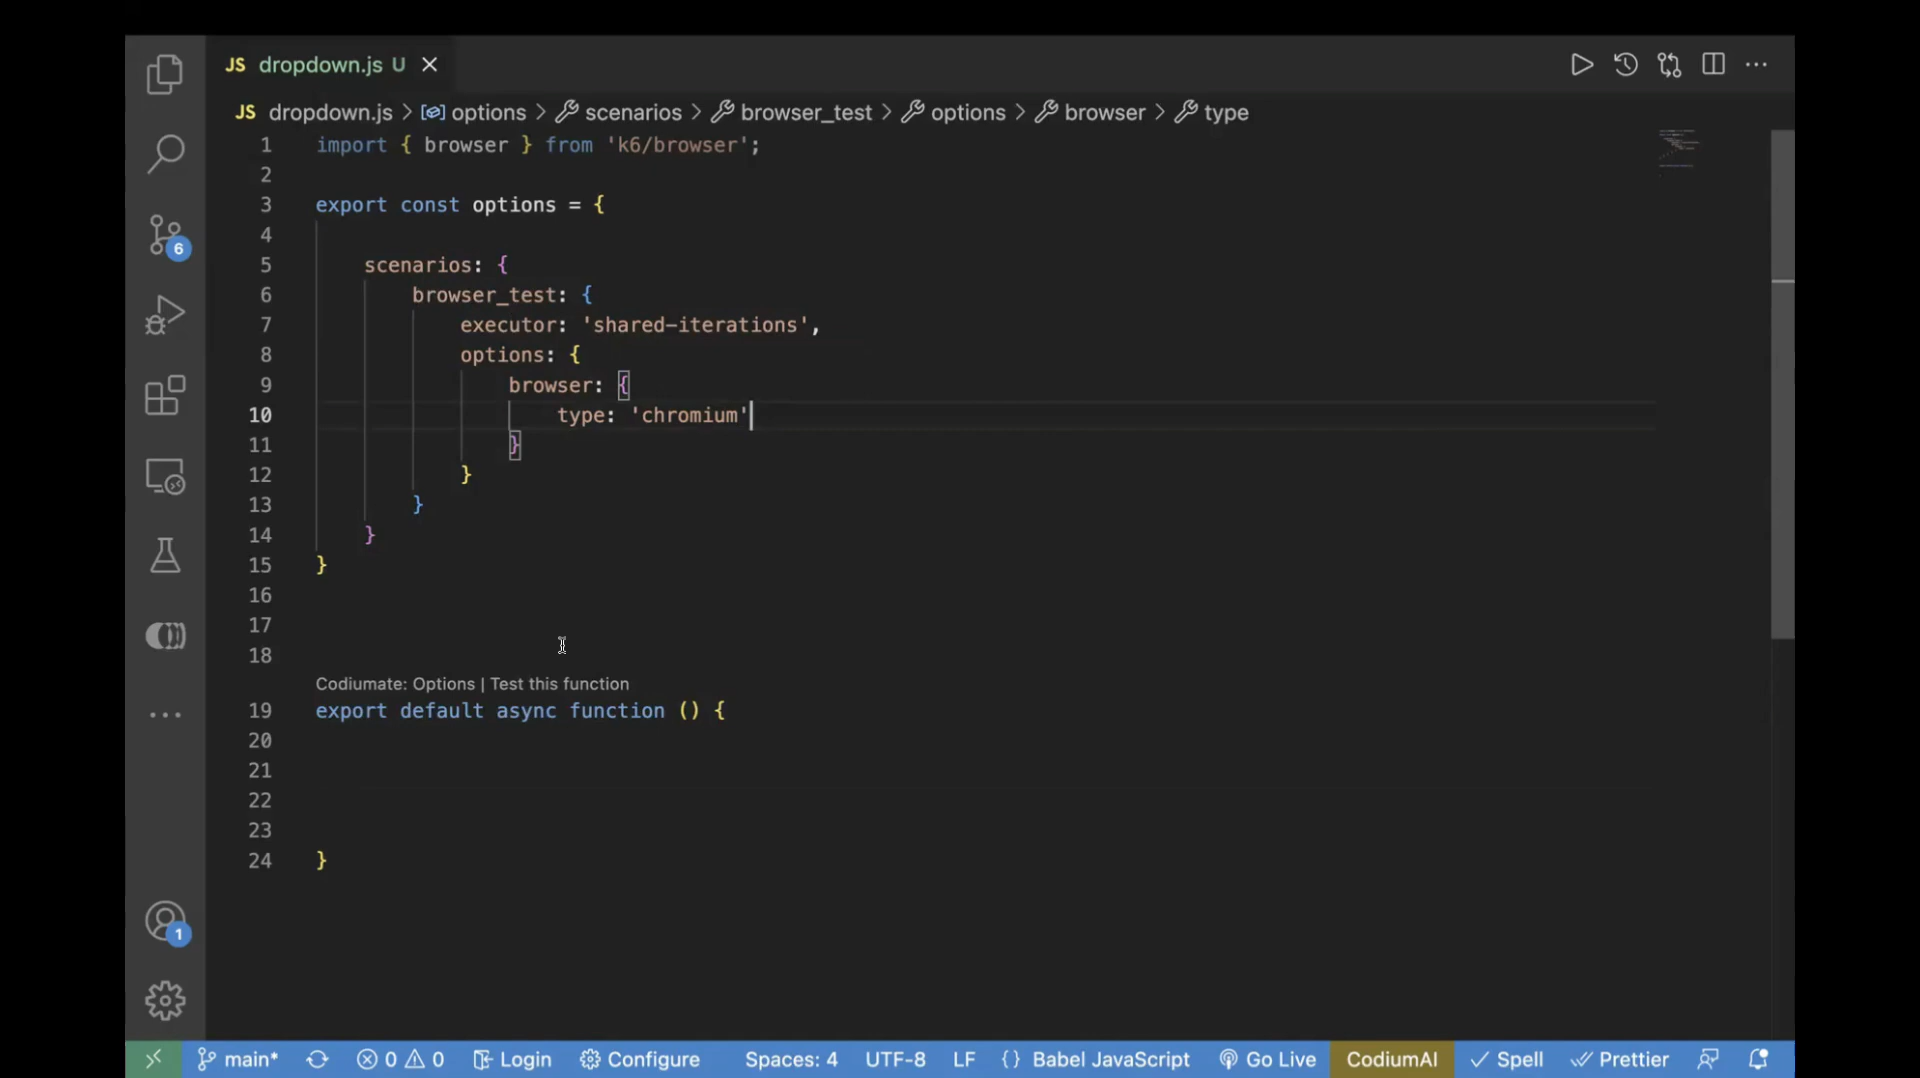 JS dropdown.js U
JS dropdown.js > options > scenarios > browser_test > options > browser > type
1 import { browser } from 'k6/browser';
2
3 export const options = {
4
5 scenarios: {
6 browser_test: {
7 executor: 'shared-iterations',
8 options: {
9 browser: {
10 type: 'chromium'
11 }
12 }
13 }
14 }
15 }
16
17
18
Codiumate: Options | Test this function
19 export default async function () {
20
21
22
23
24 }
6
1
main* 0 0 Login Configure Spaces: 4 UTF-8 LF {} Babel JavaScript Go Live CodiumAI Spell Prettier